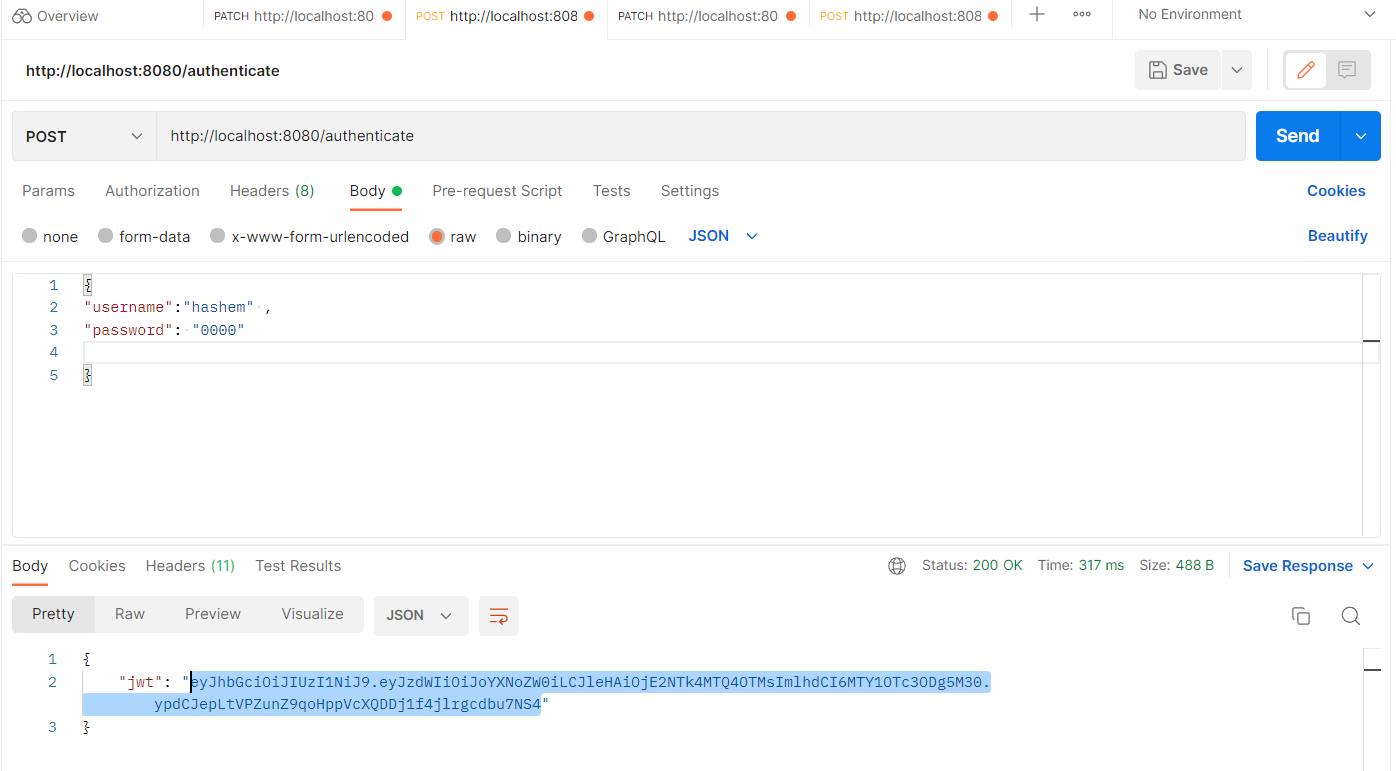 Overview
PATCH http://localhost:80
POST http://localhost:808
PATCH http://localhost:80
POST http://localhost:808
No Environment
http://localhost:8080/authenticate
Save
POST
http://localhost:8080/authenticate
Send
Params Authorization Headers (8) Body Pre-request Script Tests Settings Cookies
none form-data x-www-form-urlencoded raw binary GraphQL JSON Beautify
1 {
2 "username":"hashem" ,
3 "password": "0000"
4
5 }
Body Cookies Headers (11) Test Results Status: 200 OK Time: 317 ms Size: 488 B Save Response
Pretty Raw Preview Visualize JSON
1 {
2 "jwt": "eyJhbGciOiJIUzI1NiJ9.eyJzdWIiOiJoYXNoZW0iLCJleHAiOjE2NTk4MTQ4OTMsImlhdCI6MTY1OTc3ODg5M30.
ypdCJepLtVPZunZ9qoHppVcXQDDj1f4jlrgcdbu7NS4"
3 }